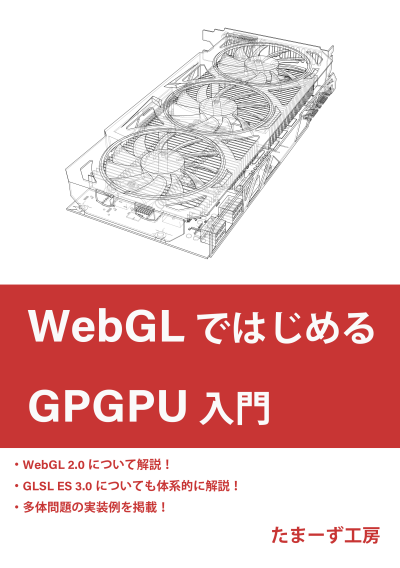 WebGL ではじめる
GPGPU 入門
・WebGL 2.0 について解説！
・GLSL ES 3.0 についても体系的に解説！
・多体問題の実装例を掲載！
たまーず工房